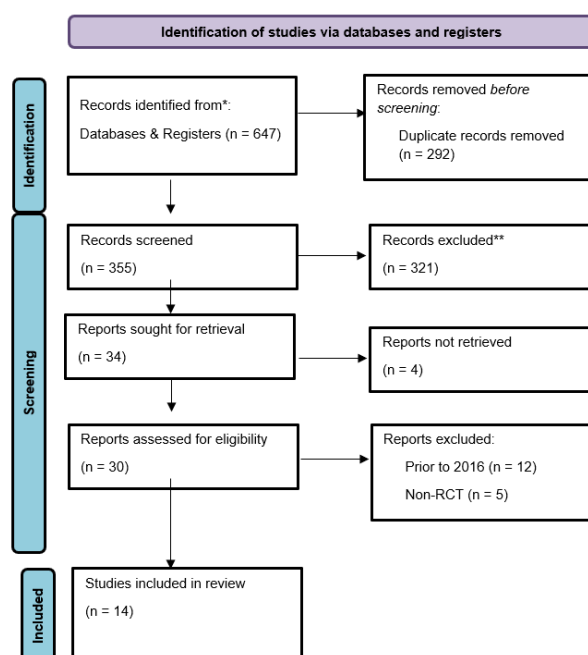 Identification of studies via databases and registers
Identification
Records identified from*:
Databases & Registers (n = 647)
Records removed before
screening:
Duplicate records removed
(n = 292)
Screening
Records screened
(n = 355)
Records excluded**
(n = 321)
Reports sought for retrieval
(n = 34)
Reports not retrieved
(n = 4)
Reports assessed for eligibility
(n = 30)
Reports excluded:
Prior to 2016 (n = 12)
Non-RCT (n = 5)
Included
Studies included in review
(n = 14)